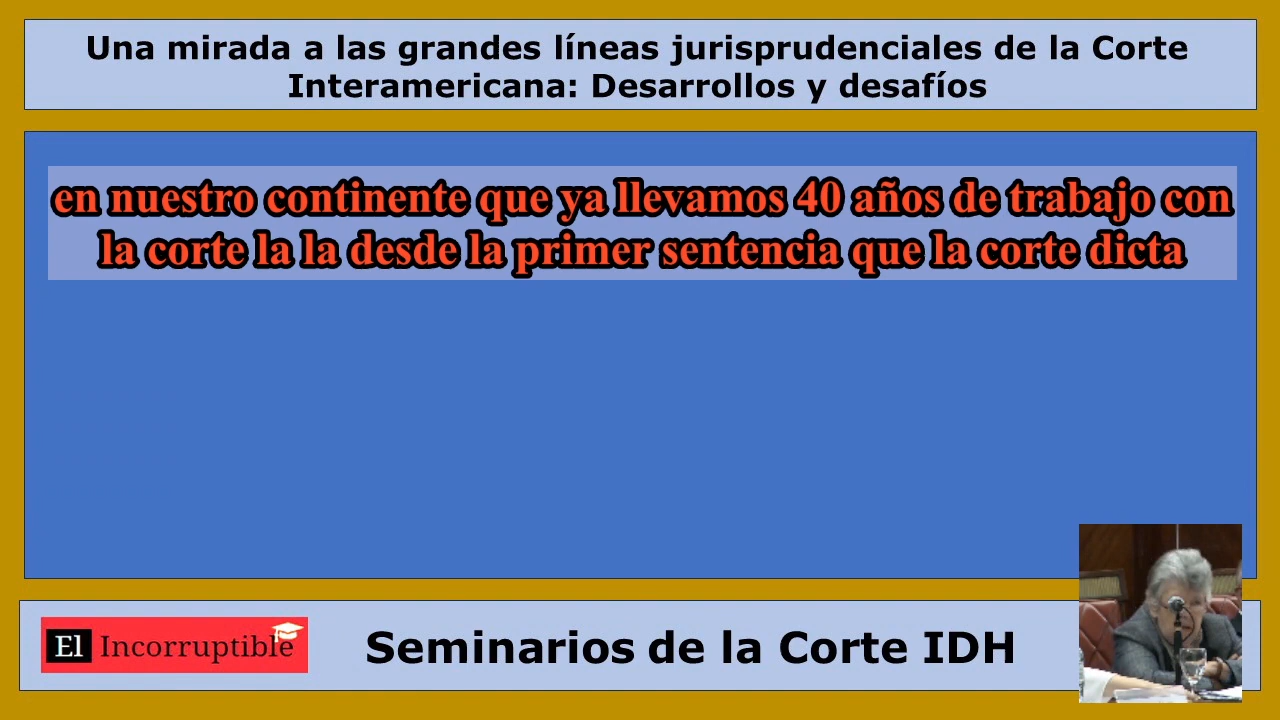 Una mirada a las grandes líneas jurisprudenciales de la Corte
Interamericana: Desarrollos y desafíos
en nuestro continente que ya llevamos 40 años de trabajo con
la corte la la desde la primer sentencia que la corte dicta
El Incorruptible
Seminarios de la Corte IDH